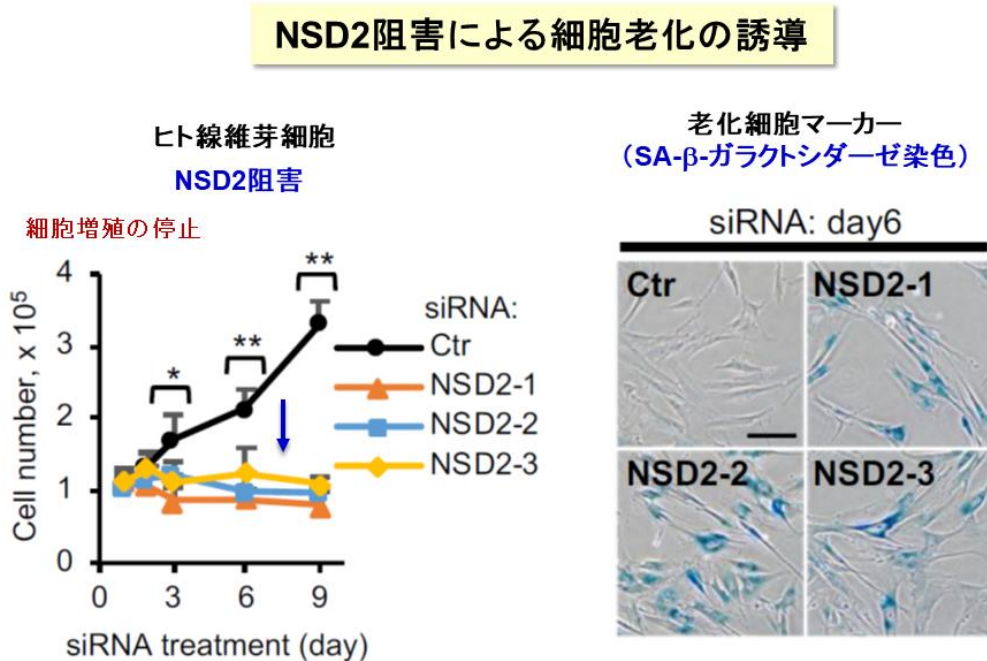 NSD2阻害による細胞老化の誘導
ヒト線維芽細胞
NSD2阻害
細胞増殖の停止
Cell number, x 10⁵
4
3
2
1
0
*
**
**
0 3 6 9
siRNA treatment (day)
siRNA:
Ctr
NSD2-1
NSD2-2
NSD2-3
老化細胞マーカー
(SA-β-ガラクトシダーゼ染色)
siRNA: day6
Ctr
NSD2-1
NSD2-2
NSD2-3